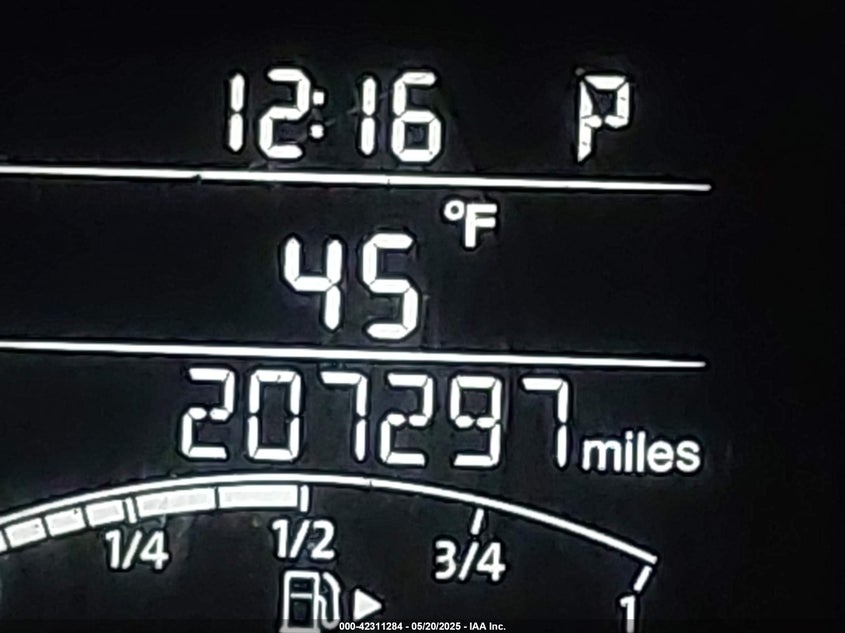 12:16 P
45 °F
207297 miles
1/4 1/2 3/4 1
000-42311284 - 05/20/2025 - IAA Inc.